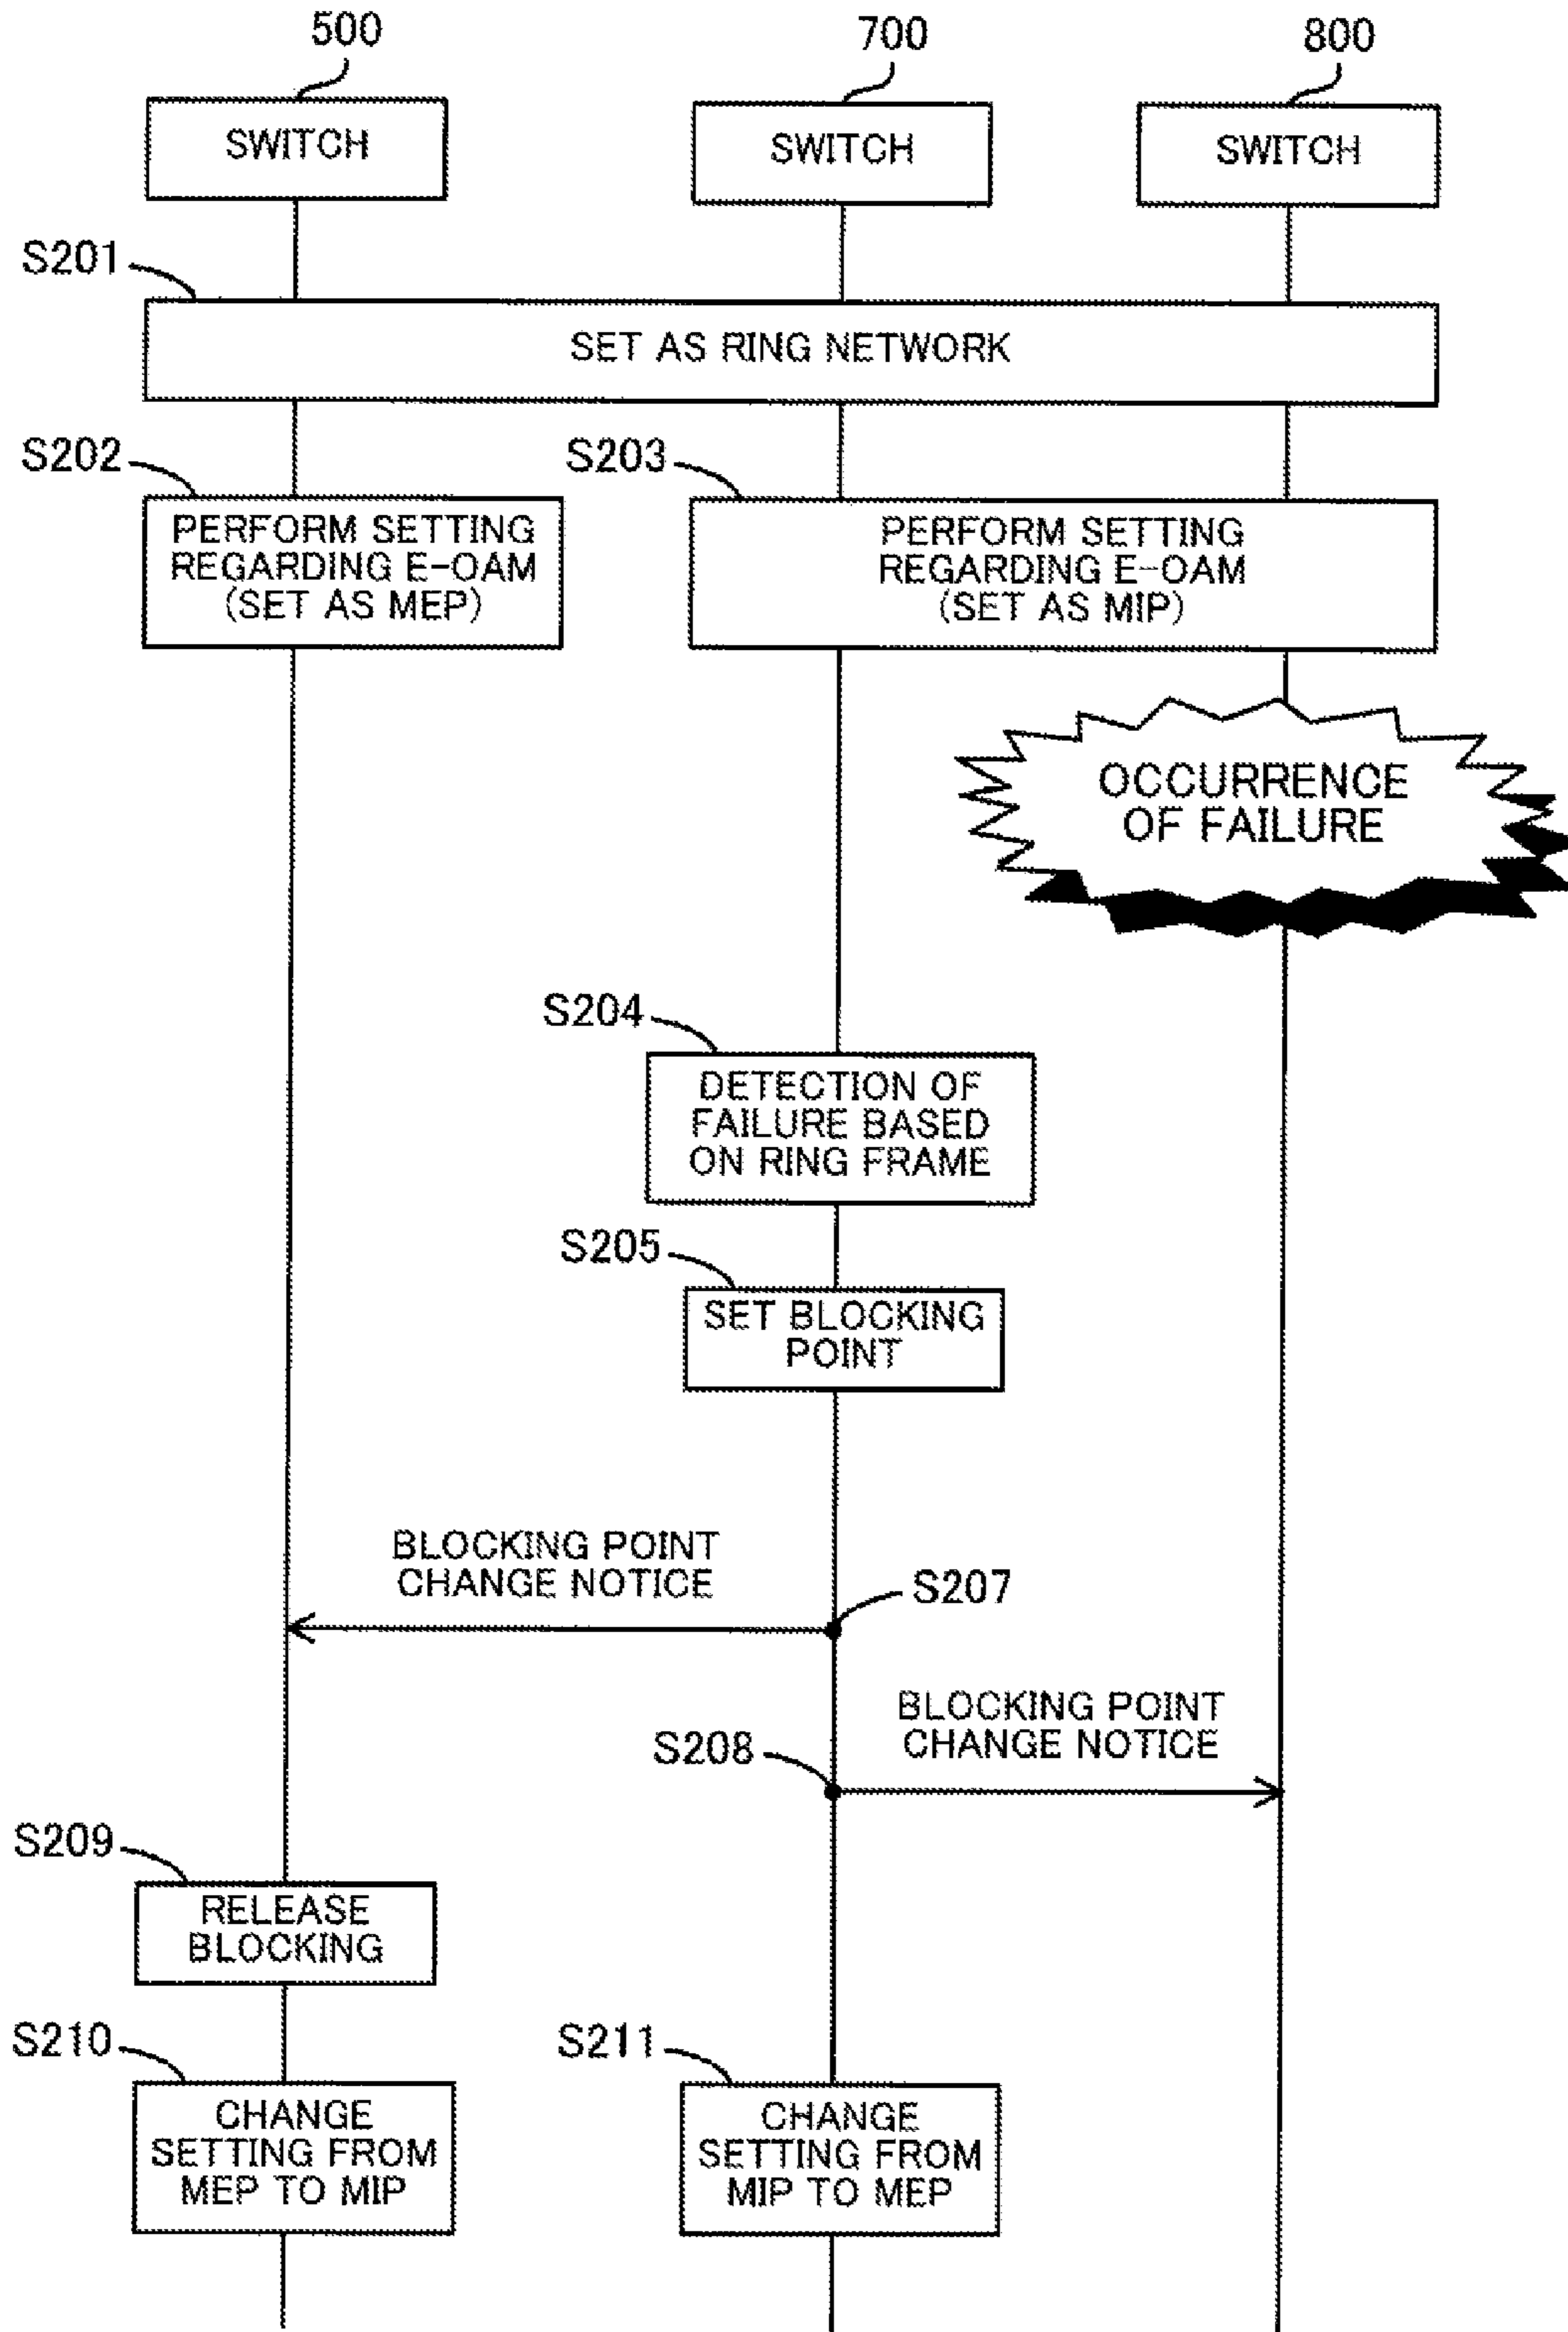 500
700
800
SWITCH
SWITCH
SWITCH
S201
SET AS RING NETWORK
S202
S203
PERFORM SETTING
REGARDING E-OAM
(SET AS MEP)
PERFORM SETTING
REGARDING E-OAM
(SET AS MIP)
OCCURRENCE
OF FAILURE
S204
DETECTION OF
FAILURE BASED
ON RING FRAME
S205
SET BLOCKING
POINT
BLOCKING POINT
CHANGE NOTICE
S207
BLOCKING POINT
CHANGE NOTICE
S208
S209
RELEASE
BLOCKING
S210
S211
CHANGE
SETTING FROM
MEP TO MIP
CHANGE
SETTING FROM
MIP TO MEP